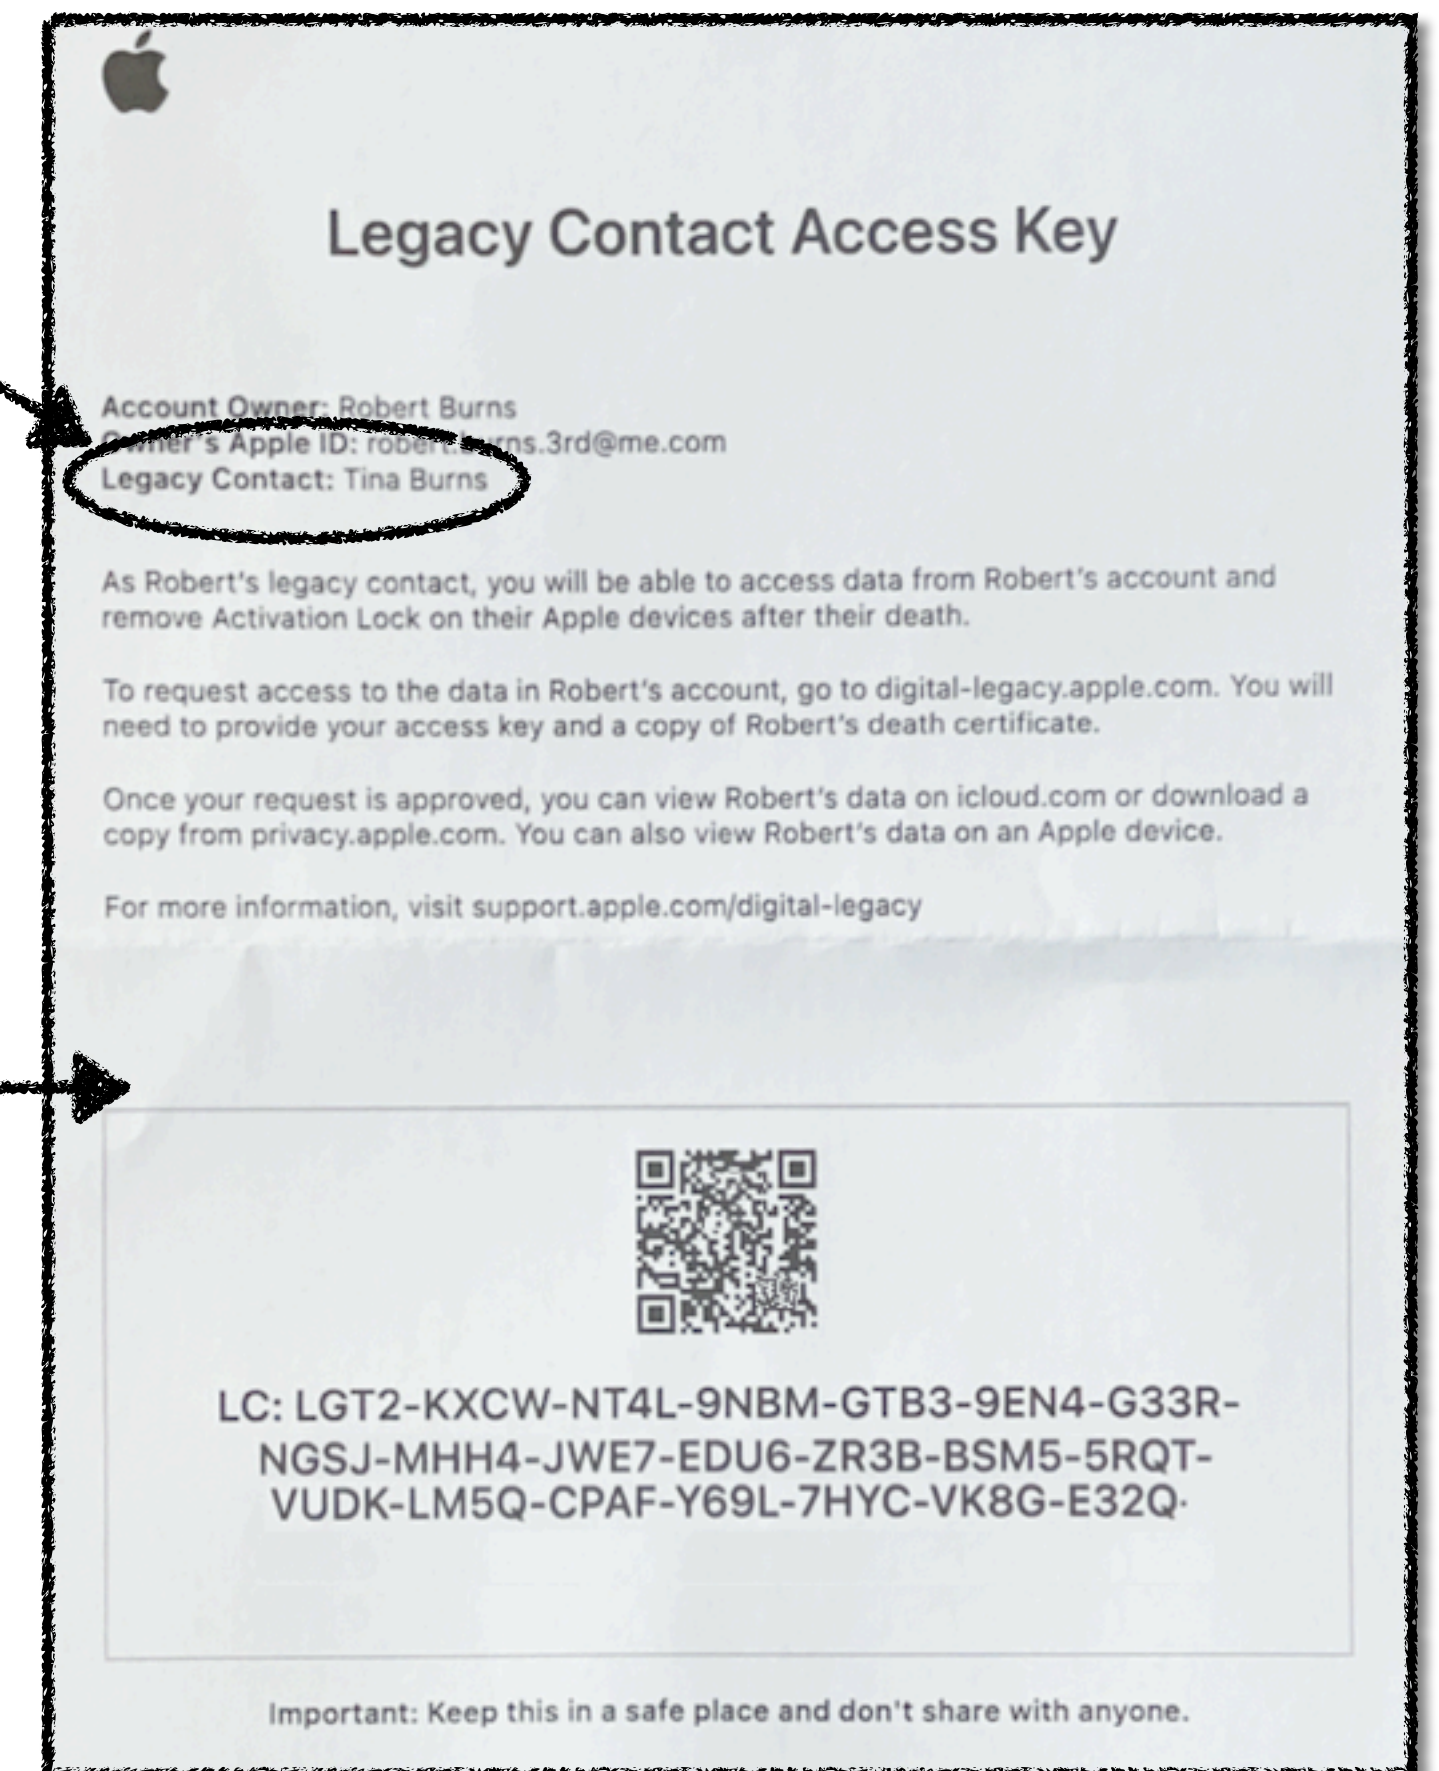 Legacy Contact Access Key
Account Owner: Robert Burns
Owner's Apple ID: robert.burns.3rd@me.com
Legacy Contact: Tina Burns
As Robert's legacy contact, you will be able to access data from Robert's account and
remove Activation Lock on their Apple devices after their death.
To request access to the data in Robert's account, go to digital-legacy.apple.com. You will
need to provide your access key and a copy of Robert's death certificate.
Once your request is approved, you can view Robert's data on icloud.com or download a
copy from privacy.apple.com. You can also view Robert's data on an Apple device.
For more information, visit support.apple.com/digital-legacy
LC: LGT2-KXCW-NT4L-9NBM-GTB3-9EN4-G33R-
NGSJ-MHH4-JWE7-EDU6-ZR3B-BSM5-5RQT-
VUDK-LM5Q-CPAF-Y69L-7HYC-VK8G-E32Q·
Important: Keep this in a safe place and don't share with anyone.